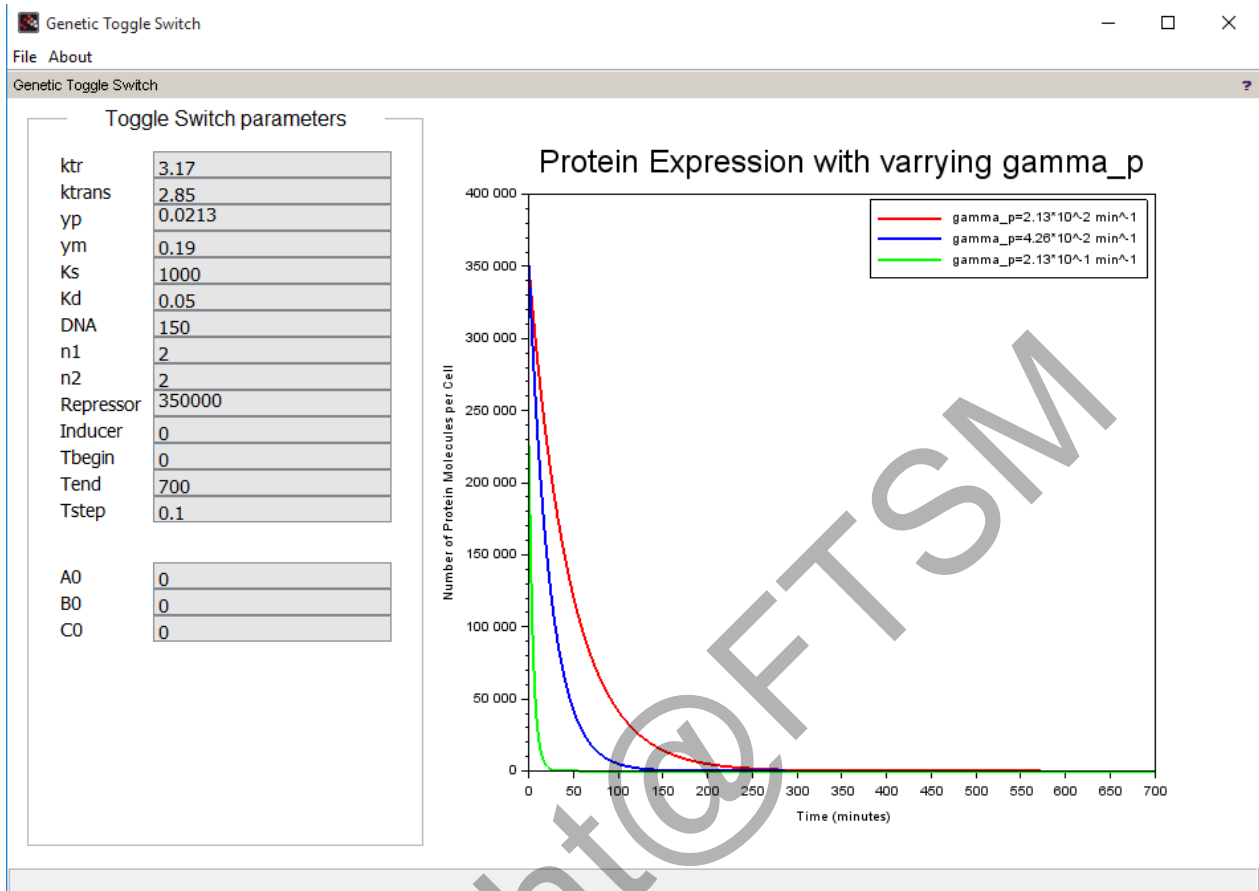 Genetic Toggle Switch
File About
Genetic Toggle Switch ?
Toggle Switch parameters
ktr 3.17
ktrans 2.85
yp 0.0213
ym 0.19
Ks 1000
Kd 0.05
DNA 150
n1 2
n2 2
Repressor 350000
Inducer 0
Tbegin 0
Tend 700
Tstep 0.1
A0 0
B0 0
C0 0
Protein Expression with varrying gamma_p
gamma_p=2.13*10^-2 min^-1
gamma_p=4.26*10^-2 min^-1
gamma_p=2.13*10^-1 min^-1
Number of Protein Molecules per Cell
400 000
350 000
300 000
250 000
200 000
150 000
100 000
50 000
0
0 50 100 150 200 250 300 350 400 450 500 550 600 650 700
Time (minutes)
ht@FTSM